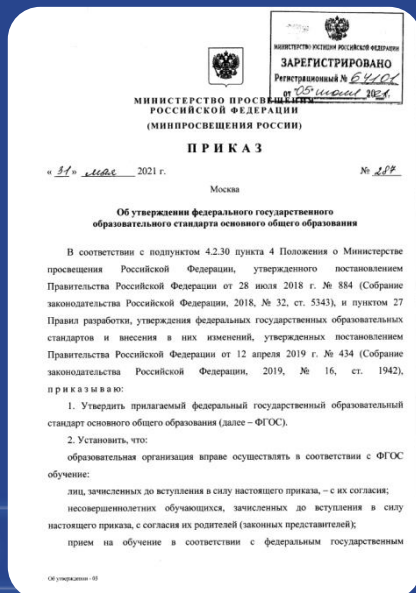 МИНИСТЕРСТВО ЮСТИЦИИ РОССИЙСКОЙ ФЕДЕРАЦИИ
ЗАРЕГИСТРИРОВАНО
Регистрационный № 64101
от "05" июля 2021.
МИНИСТЕРСТВО ПРОСВЕЩЕНИЯ
РОССИЙСКОЙ ФЕДЕРАЦИИ
(МИНПРОСВЕЩЕНИЯ РОССИИ)
ПРИКАЗ
« 31 » мая 2021 г. № 287
Москва
Об утверждении федерального государственного
образовательного стандарта основного общего образования
В соответствии с подпунктом 4.2.30 пункта 4 Положения о Министерстве
просвещения Российской Федерации, утвержденного постановлением
Правительства Российской Федерации от 28 июля 2018 г. № 884 (Собрание
законодательства Российской Федерации, 2018, № 32, ст. 5343), и пунктом 27
Правил разработки, утверждения федеральных государственных образовательных
стандартов и внесения в них изменений, утвержденных постановлением
Правительства Российской Федерации от 12 апреля 2019 г. № 434 (Собрание
законодательства Российской Федерации, 2019, № 16, ст. 1942),
приказываю:
1. Утвердить прилагаемый федеральный государственный образовательный
стандарт основного общего образования (далее – ФГОС).
2. Установить, что:
образовательная организация вправе осуществлять в соответствии с ФГОС
обучение:
лиц, зачисленных до вступления в силу настоящего приказа, – с их согласия;
несовершеннолетних обучающихся, зачисленных до вступления в силу
настоящего приказа, с согласия их родителей (законных представителей);
прием на обучение в соответствии с федеральным государственным
Об утверждении - 03